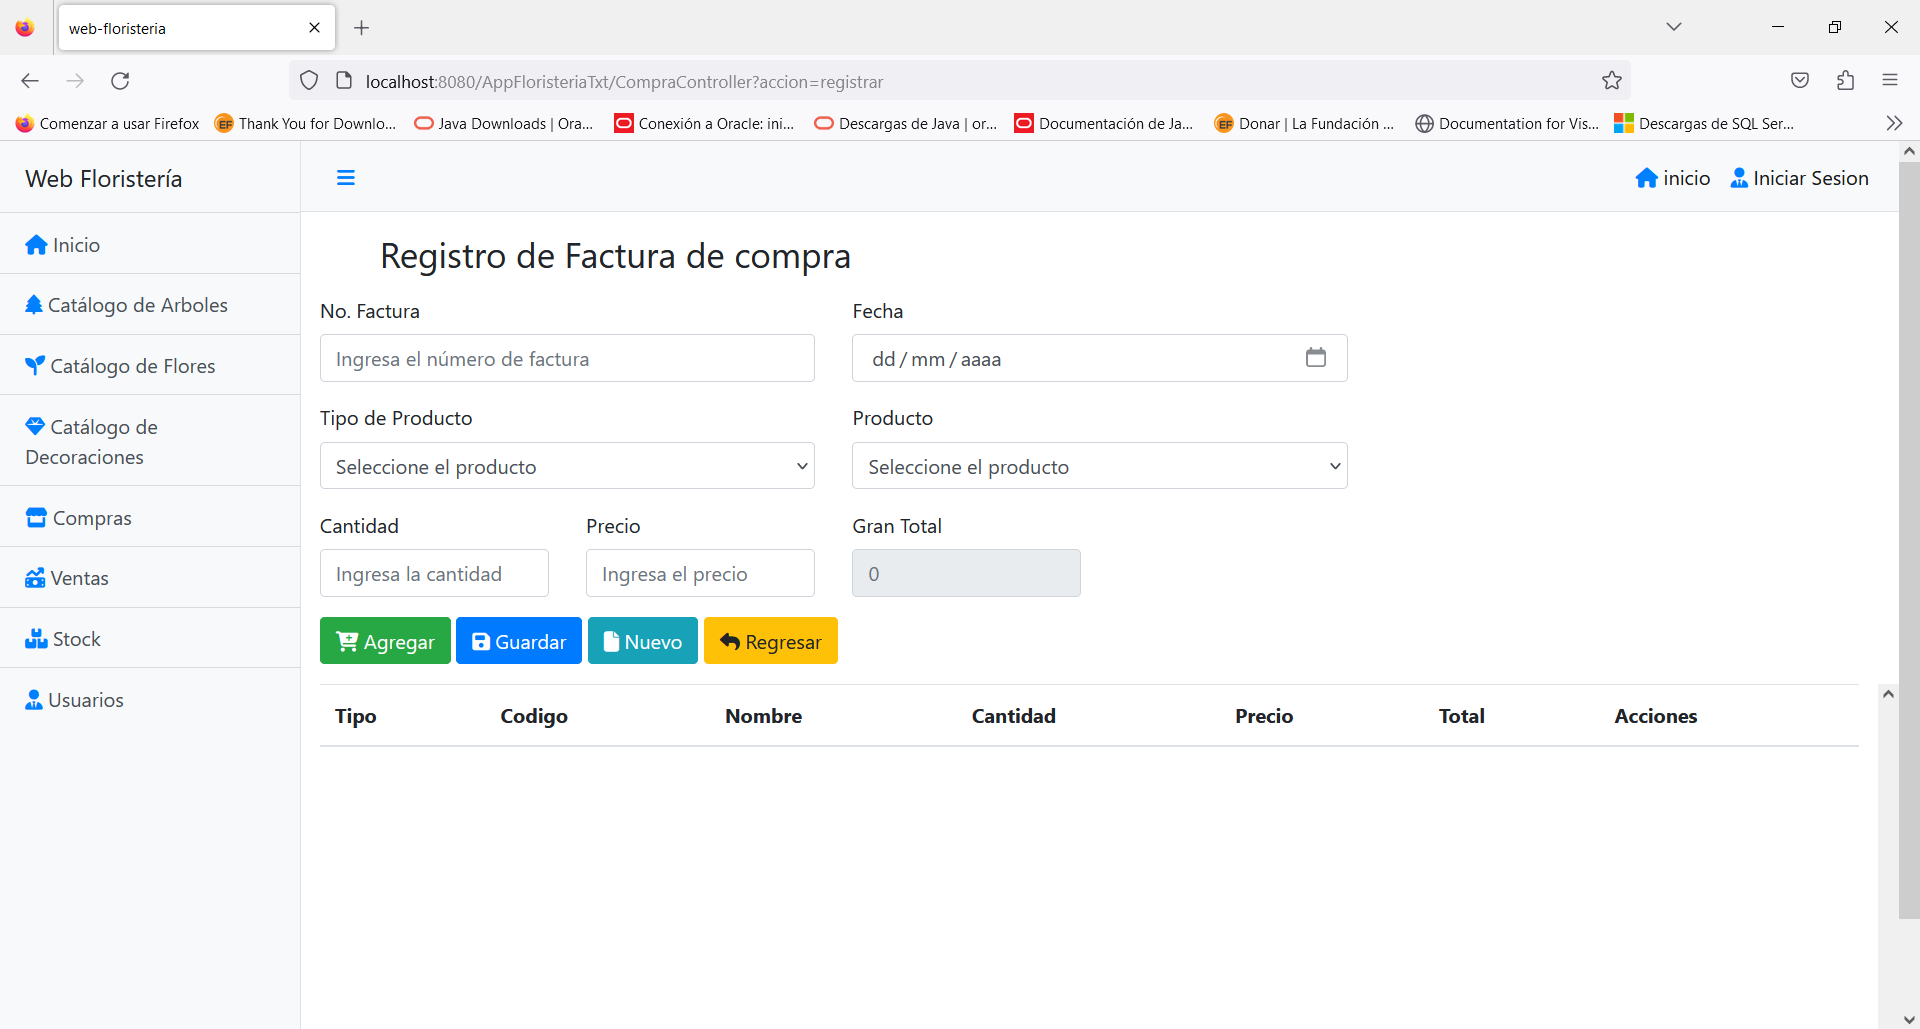 web-floristeria
localhost:8080/AppFloristeriaTxt/CompraController?accion=registrar
Comenzar a usar Firefox
Thank You for Downlo...
Java Downloads | Ora...
Conexión a Oracle: ini...
Descargas de Java | or...
Documentación de Ja...
Donar | La Fundación ...
Documentation for Vis...
Descargas de SQL Ser...
Web Floristería
inicio
Iniciar Sesion
Inicio
Catálogo de Arboles
Catálogo de Flores
Catálogo de
Decoraciones
Compras
Ventas
Stock
Usuarios
Registro de Factura de compra
No. Factura
Fecha
Ingresa el número de factura
dd/mm/aaaa
Tipo de Producto
Producto
Seleccione el producto
Seleccione el producto
Cantidad
Precio
Gran Total
Ingresa la cantidad
Ingresa el precio
0
Agregar
Guardar
Nuevo
Regresar
Tipo Codigo Nombre Cantidad Precio Total Acciones